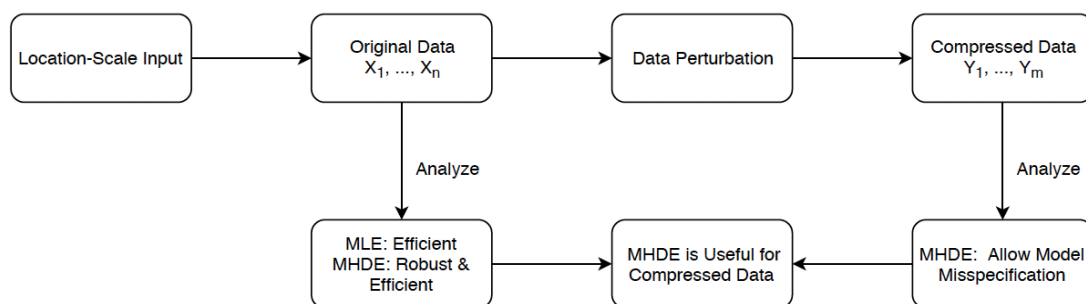 Location-Scale Input
Original Data
X1, ..., Xn
Data Perturbation
Compressed Data
Y1, ..., Ym
Analyze
Analyze
MLE: Efficient
MHDE: Robust &
Efficient
MHDE is Useful for
Compressed Data
MHDE: Allow Model
Misspecification